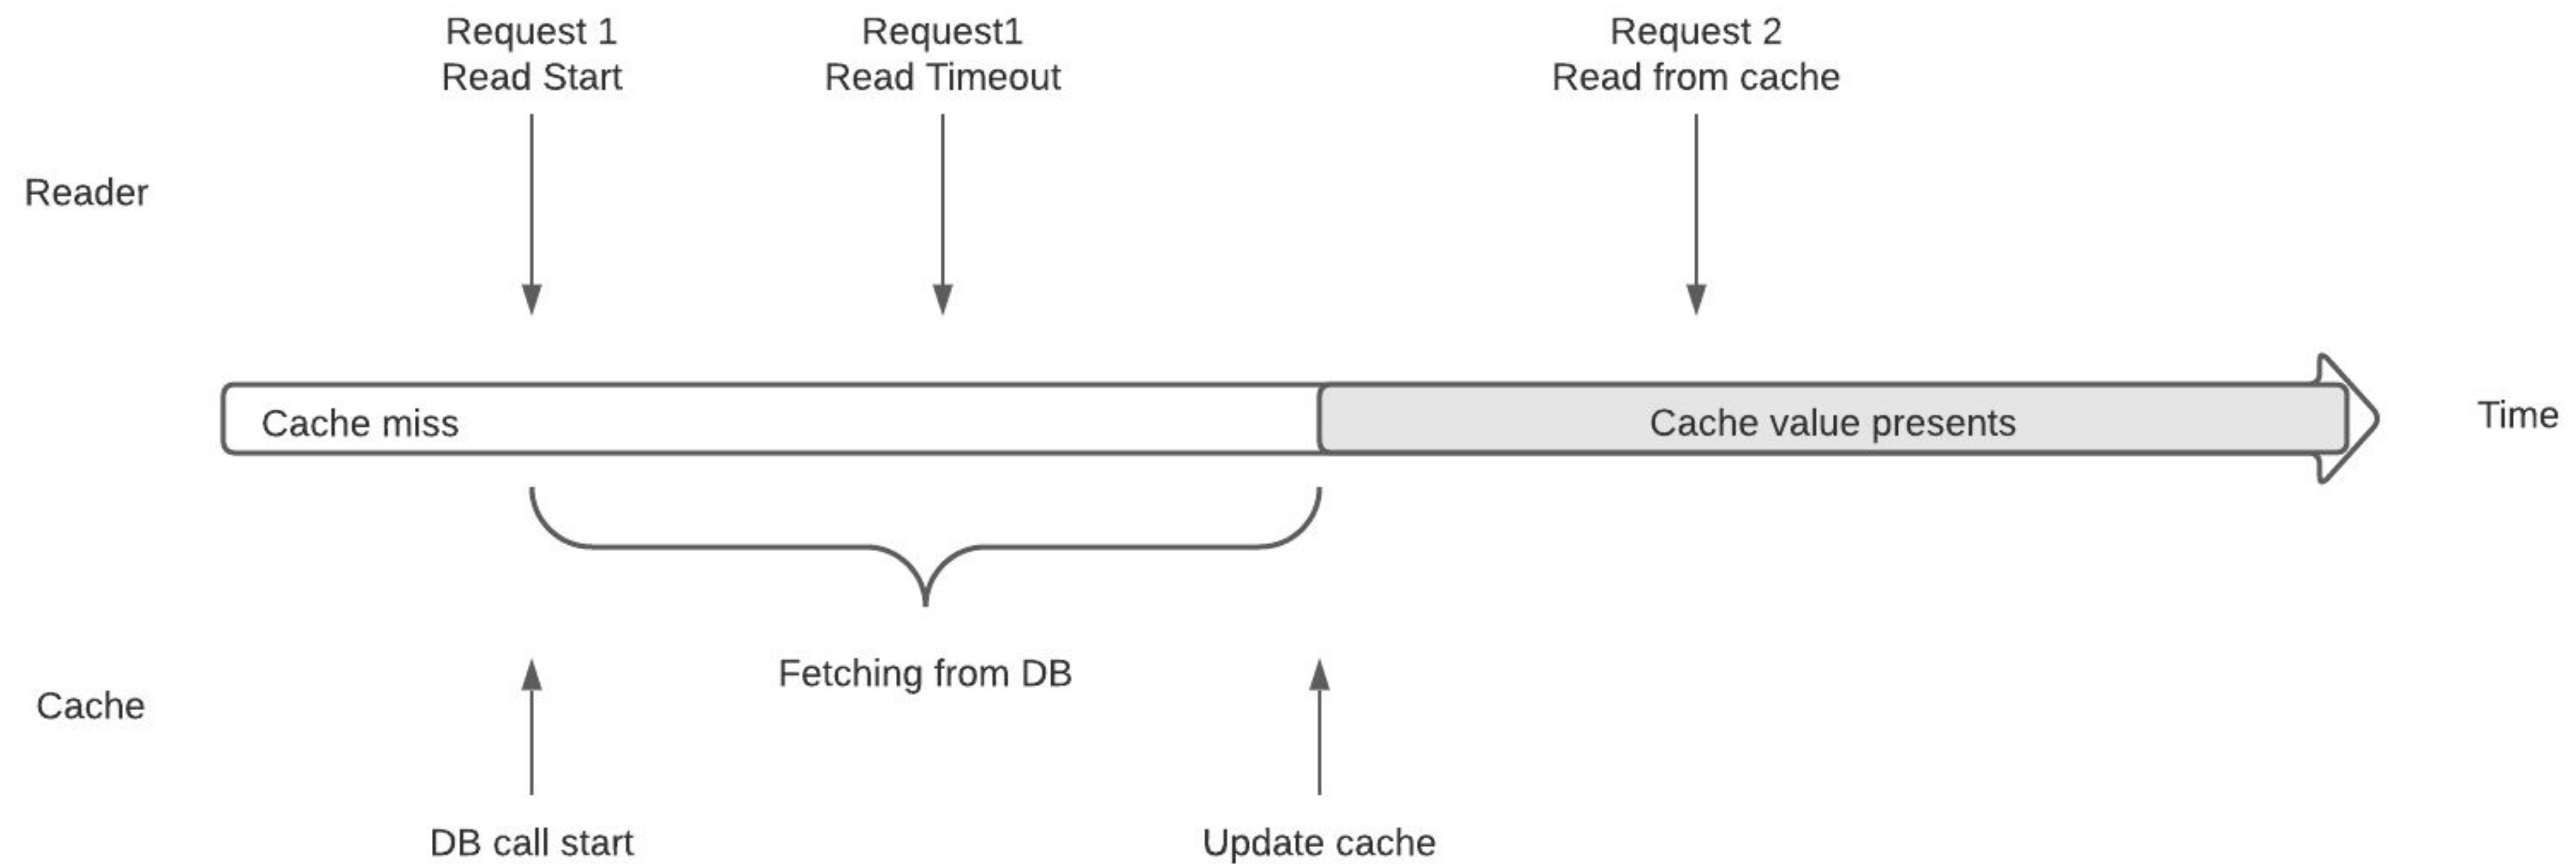 Request 1
Read Start
Request1
Read Timeout
Request 2
Read from cache
Reader
Cache miss
Cache value presents
Time
Fetching from DB
Cache
DB call start
Update cache